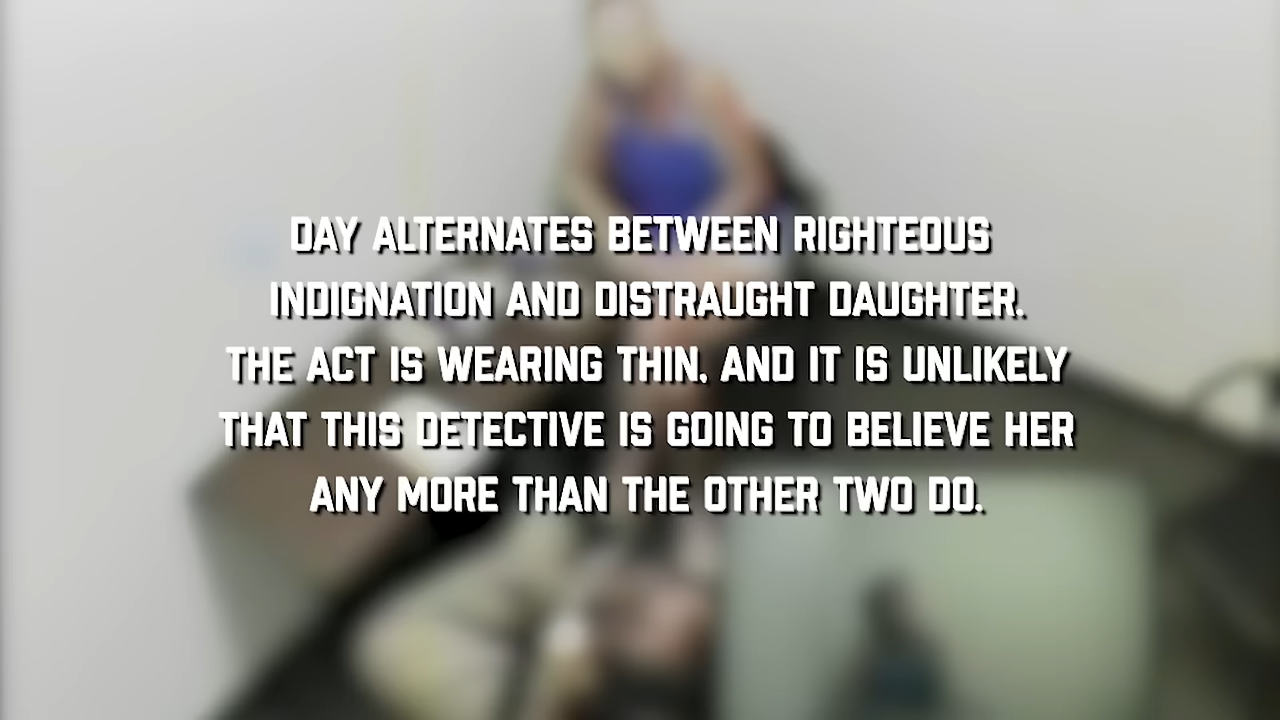 DAY ALTERNATES BETWEEN RIGHTEOUS
INDIGNATION AND DISTRAUGHT DAUGHTER.
THE ACT IS WEARING THIN, AND IT IS UNLIKELY
THAT THIS DETECTIVE IS GOING TO BELIEVE HER
ANY MORE THAN THE OTHER TWO DO.